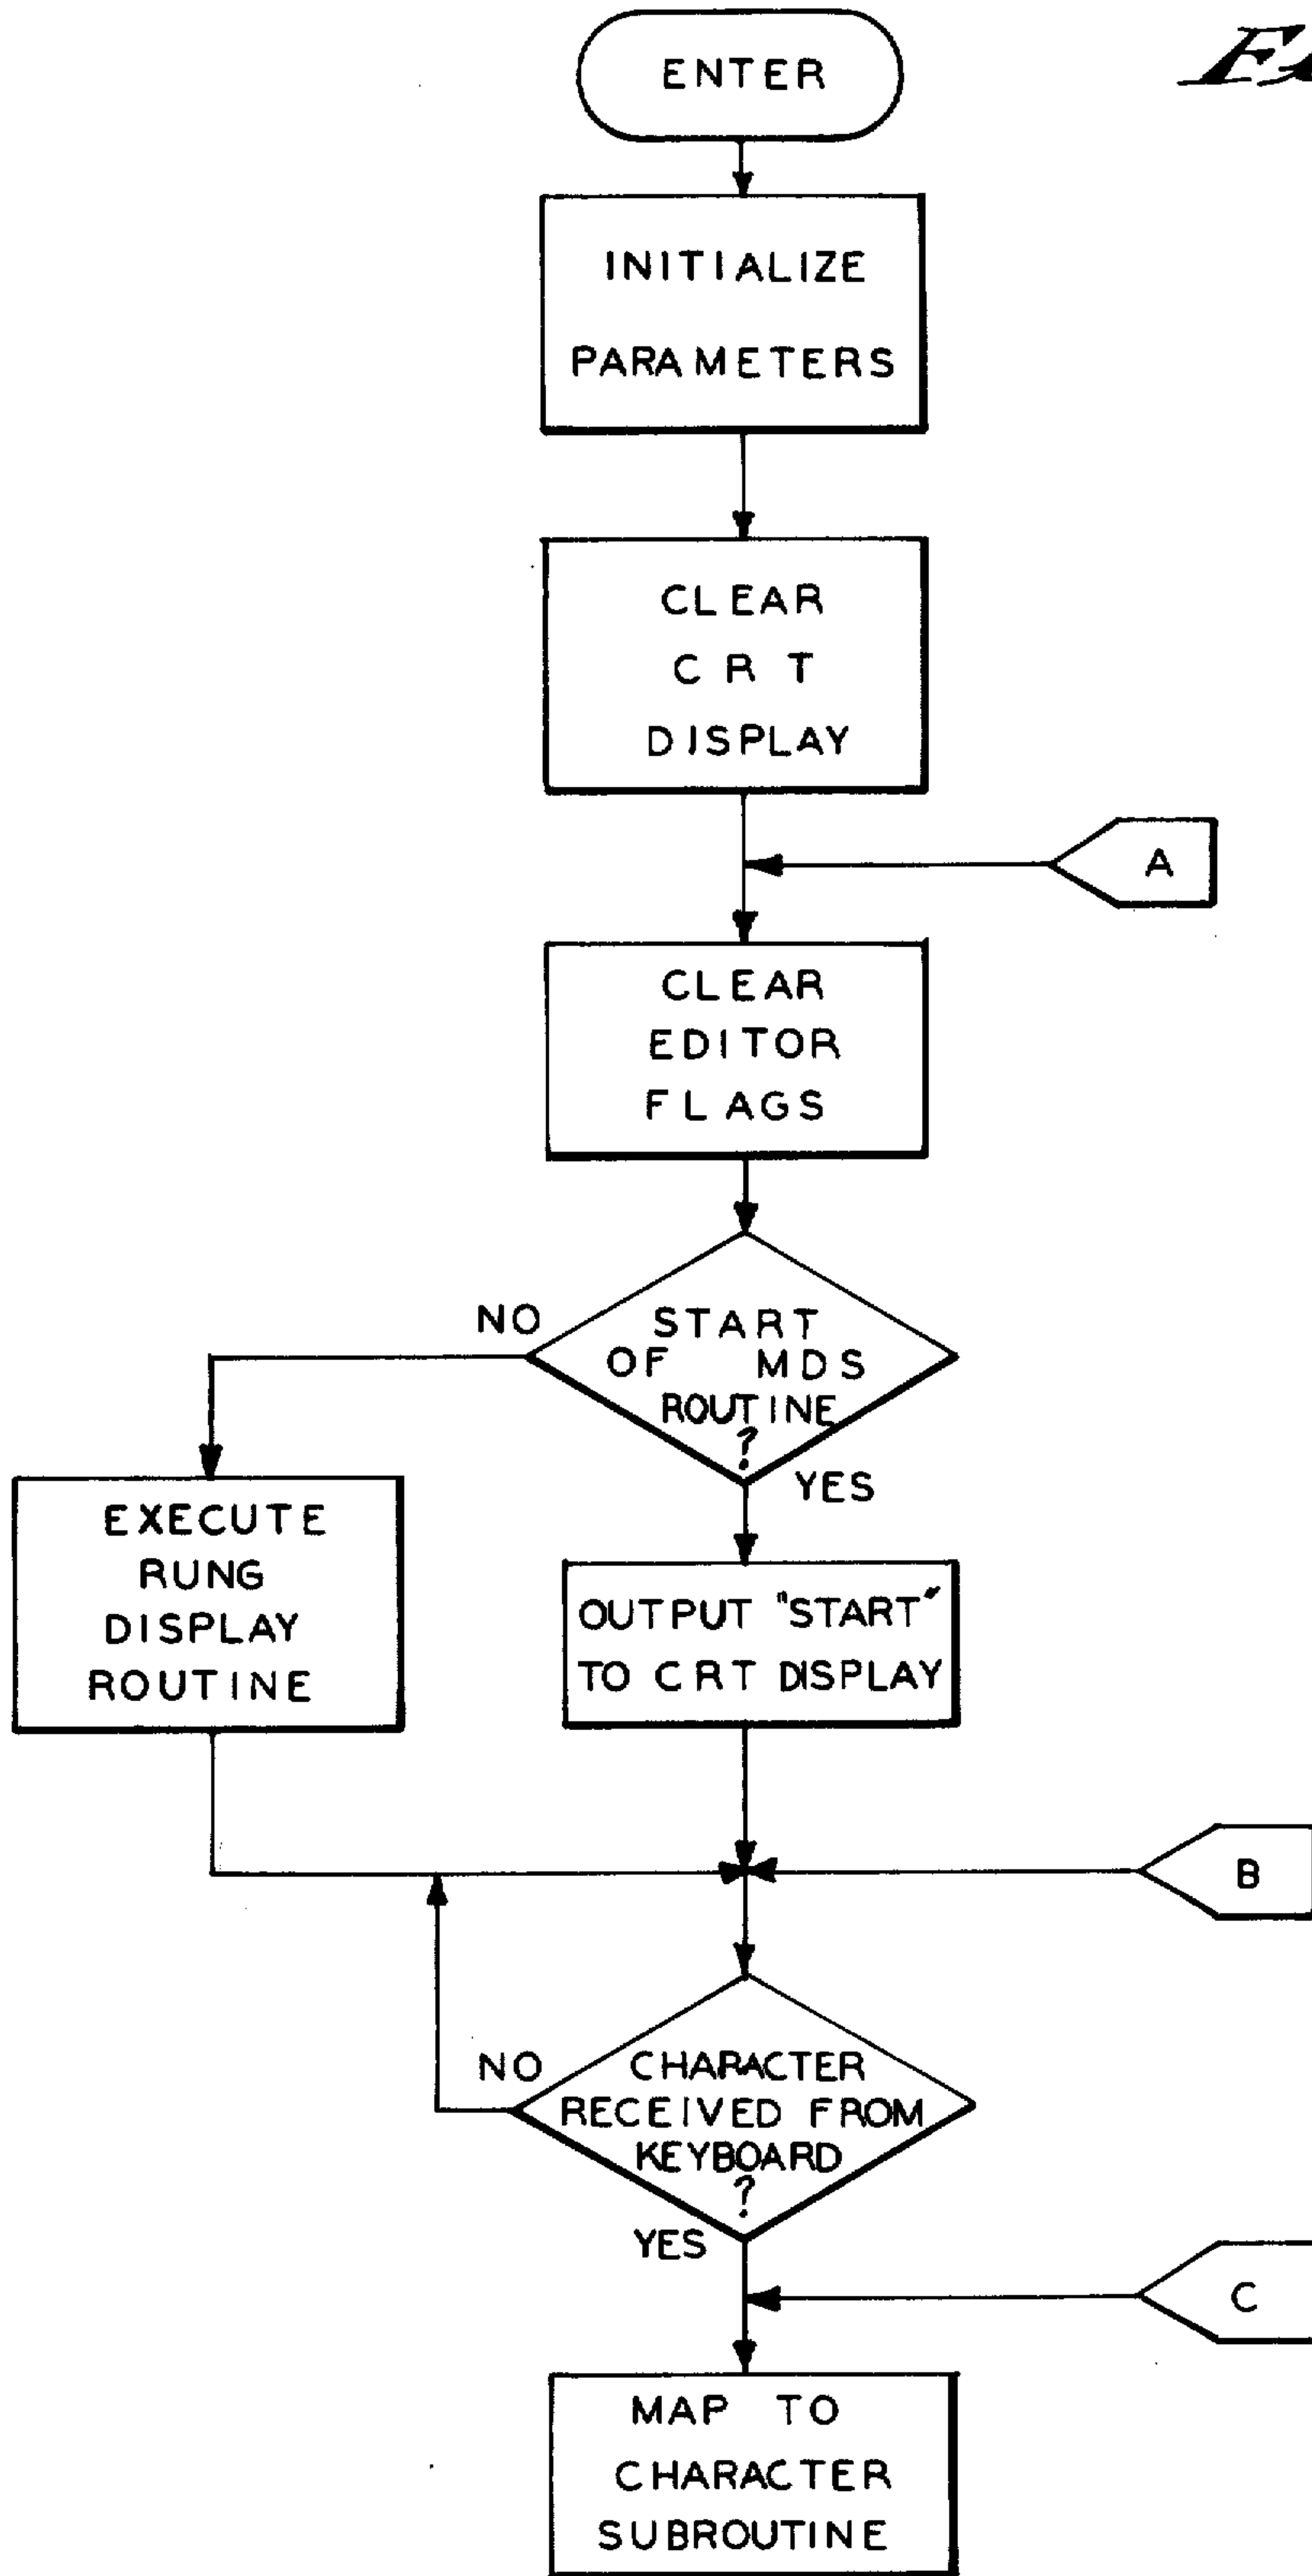 ENTER
INITIALIZE
PARAMETERS
CLEAR
CRT
DISPLAY
A
CLEAR
EDITOR
FLAGS
NO
START
OF MDS
ROUTINE
?
YES
EXECUTE
RUNG
DISPLAY
ROUTINE
OUTPUT "START"
TO CRT DISPLAY
B
NO
CHARACTER
RECEIVED FROM
KEYBOARD
?
YES
C
MAP TO
CHARACTER
SUBROUTINE